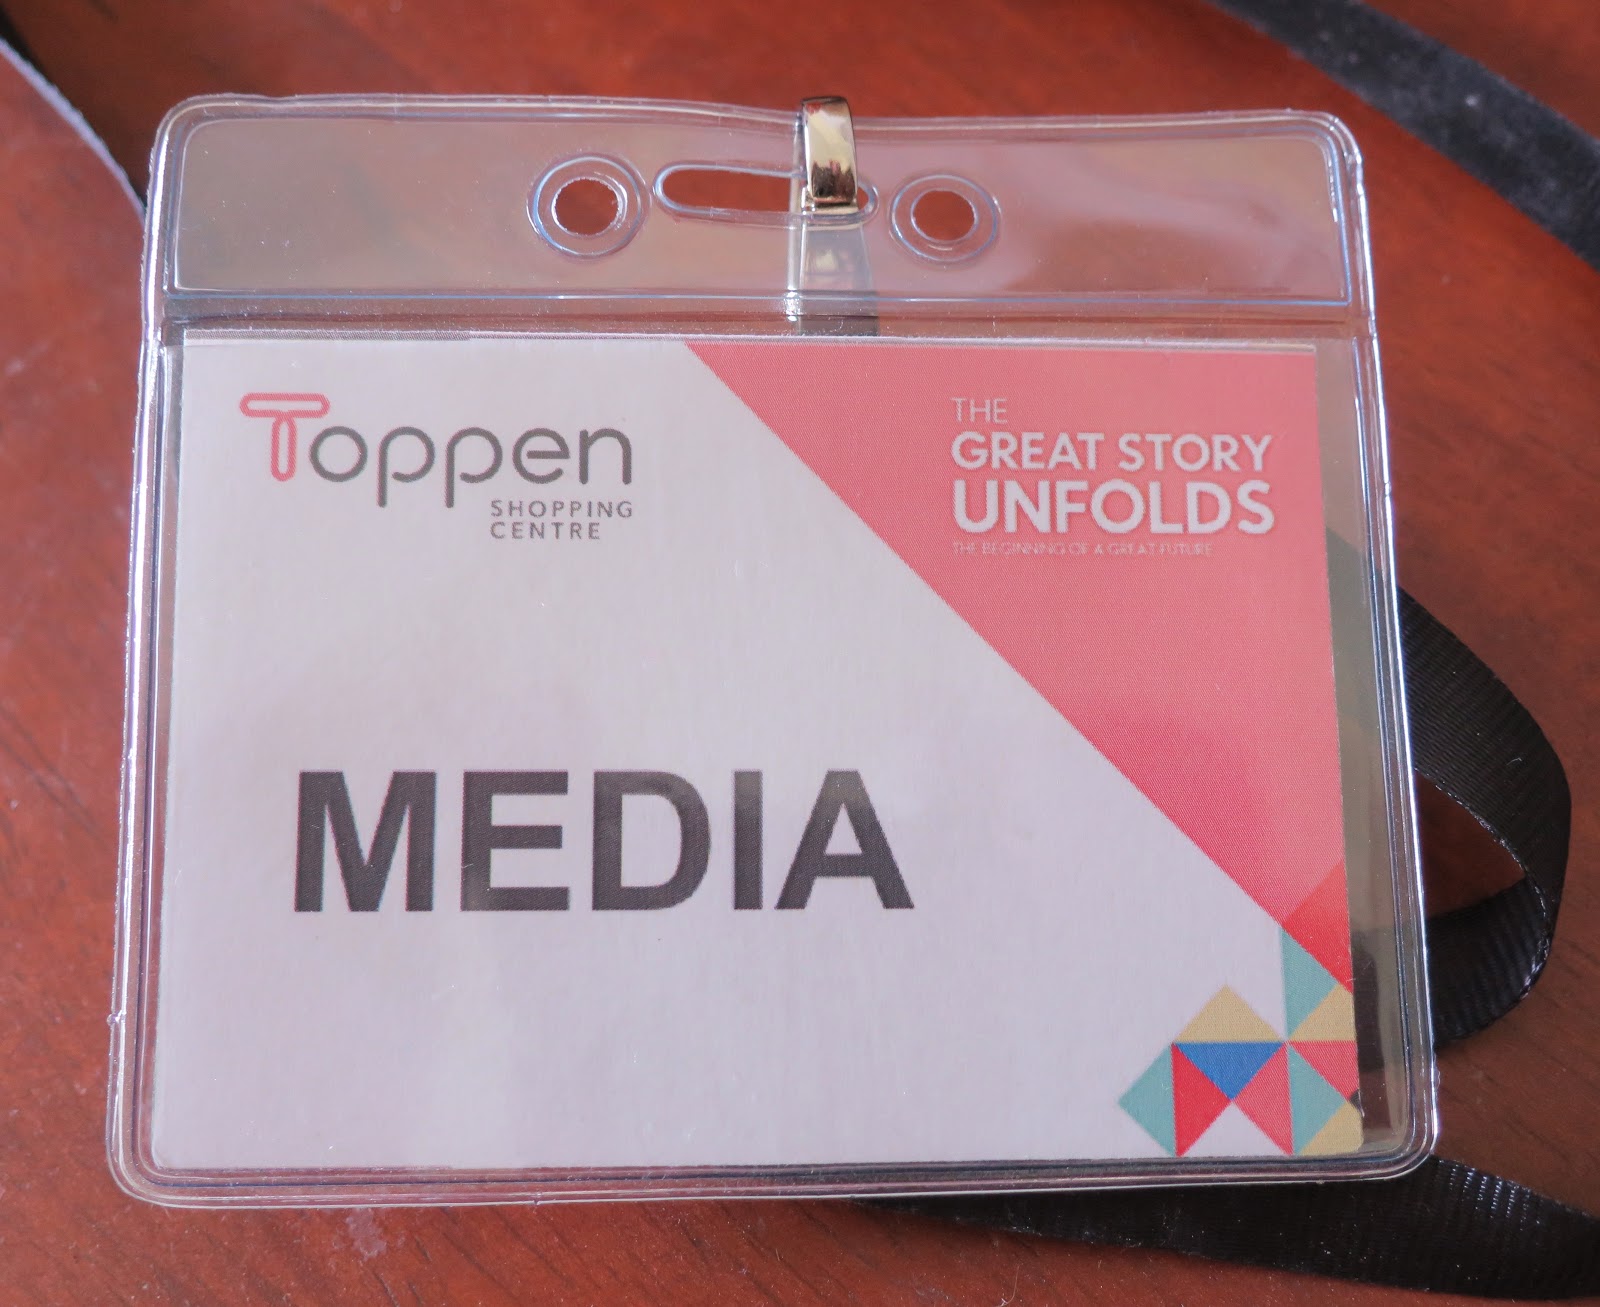 Toppen
SHOPPING
CENTRE
THE
GREAT STORY
UNFOLDS
THE BEGINNING OF A GREAT FUTURE
MEDIA